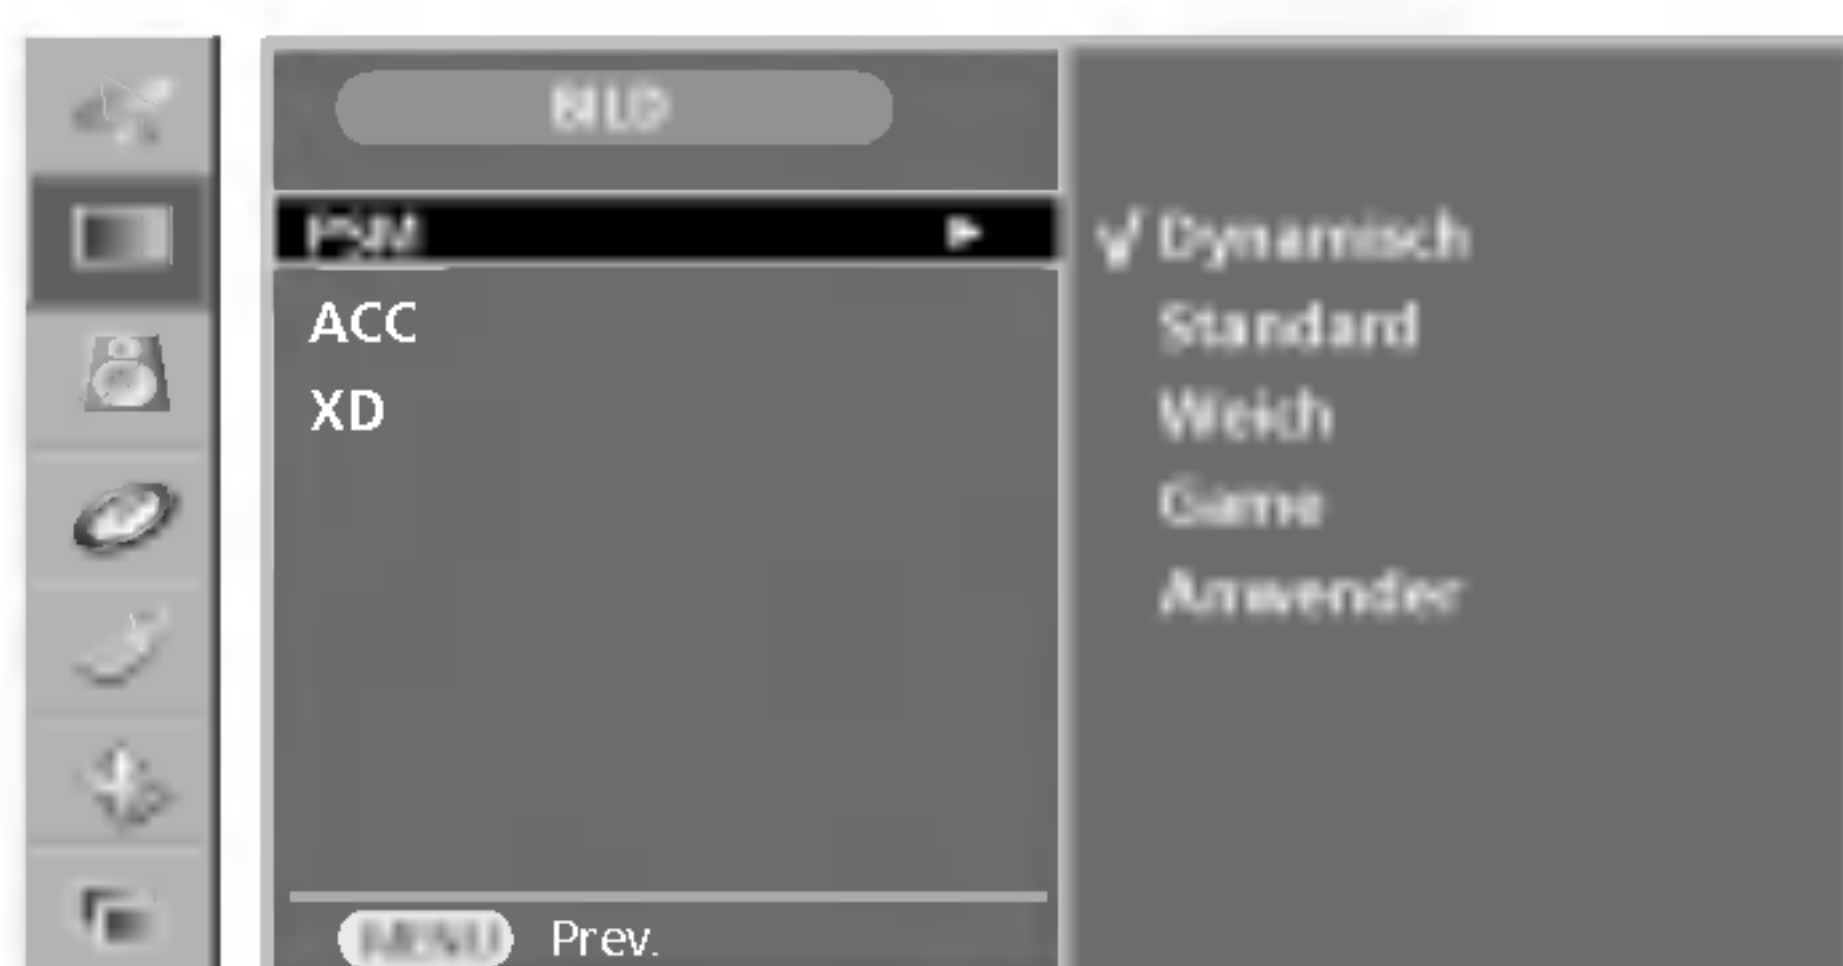 BILD
PSM
ACC
XD
MENU Prev.
Dynamisch
Standard
Weich
Game
Anwender